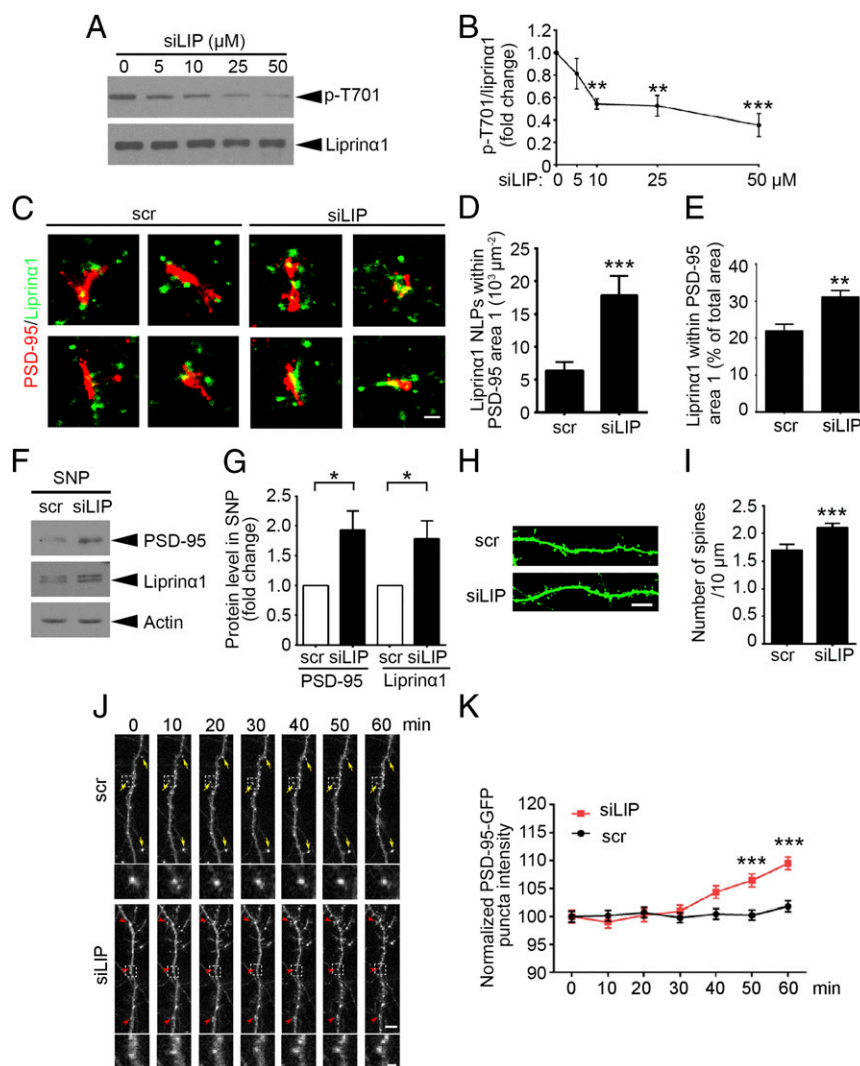 A
siLIP (μM)
0 5 10 25 50
p-T701
Liprinα1
B
p-T701/liprinα1
(fold change)
1.2
1.0
0.8
0.6
0.4
0.2
0
** ** ***
siLIP: 0 5 10 25 50 μM
C
scr siLIP
PSD-95/Liprinα1
D
Liprinα1 NLPs within
PSD-95 area 1 (10³ μm⁻²)
25
20
15
10
5
0
***
scr siLIP
E
Liprinα1 within PSD-95
area 1 (% of total area)
40
30
20
10
0
**
scr siLIP
F
SNP
scr siLIP
PSD-95
Liprinα1
Actin
G
Protein level in SNP
(fold change)
2.5
2.0
1.5
1.0
0.5
0
* *
scr siLIP scr siLIP
PSD-95 Liprinα1
H
scr
siLIP
I
Number of spines
/10 μm
2.5
2.0
1.5
1.0
0.5
0
***
scr siLIP
J
0 10 20 30 40 50 60 min
scr
siLIP
K
Normalized PSD-95-GFP
puncta intensity
120
115
110
105
100
95
90
siLIP
scr
*** ***
0 10 20 30 40 50 60 min